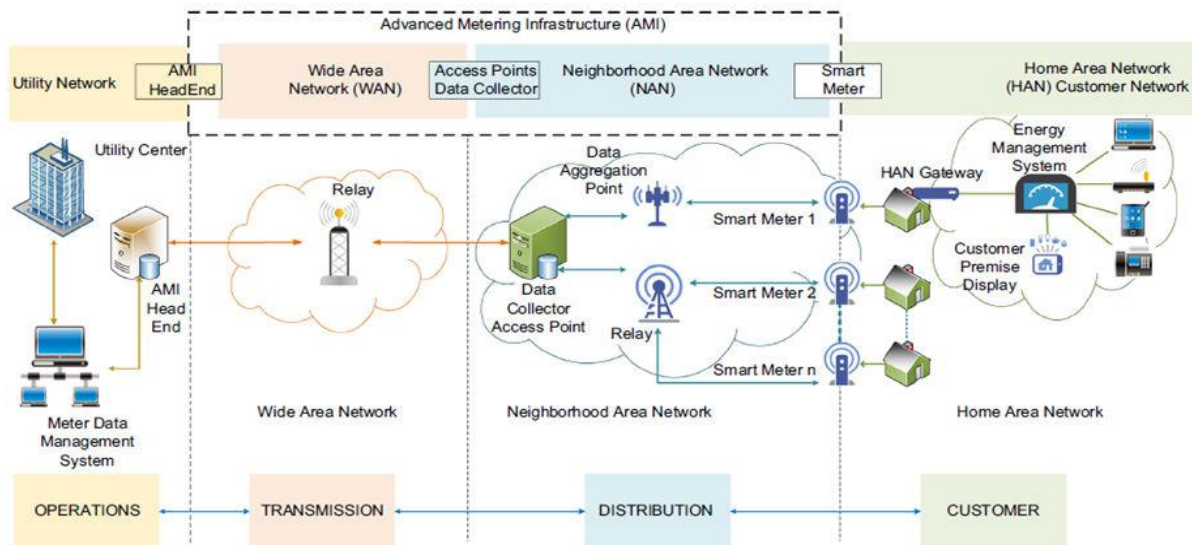 Advanced Metering Infrastructure (AMI)
Utility Network
AMI
HeadEnd
Wide Area
Network (WAN)
Access Points
Data Collector
Neighborhood Area Network
(NAN)
Smart
Meter
Home Area Network
(HAN) Customer Network
Utility Center
Relay
Data
Aggregation
Point
HAN Gateway
Energy
Management
System
Smart Meter 1
AMI
Head
End
Data
Collector
Access Point
Relay
Smart Meter 2
Customer
Premise
Display
Smart Meter n
Meter Data
Management
System
Wide Area Network
Neighborhood Area Network
Home Area Network
OPERATIONS
TRANSMISSION
DISTRIBUTION
CUSTOMER